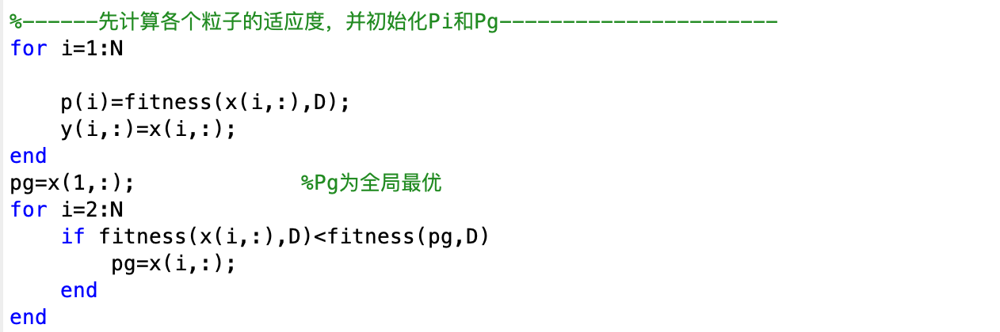 %------先计算各个粒子的适应度，并初始化Pi和Pg----------------------
for i=1:N
    p(i)=fitness(x(i,:),D);
    y(i,:)=x(i,:);
end
pg=x(1,:);             %Pg为全局最优
for i=2:N
    if fitness(x(i,:),D)<fitness(pg,D)
        pg=x(i,:);
    end
end